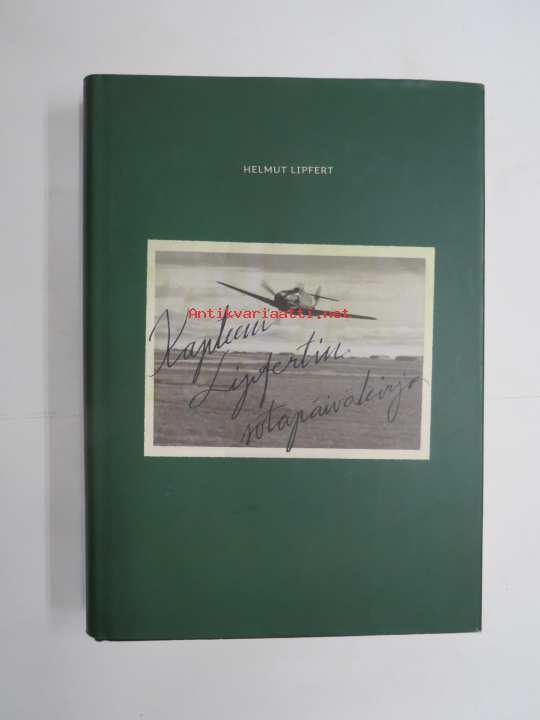 HELMUT LIPFERT
Antikvariaatti.net
Kapteeni
Lipfertin
sotapäiväkirja